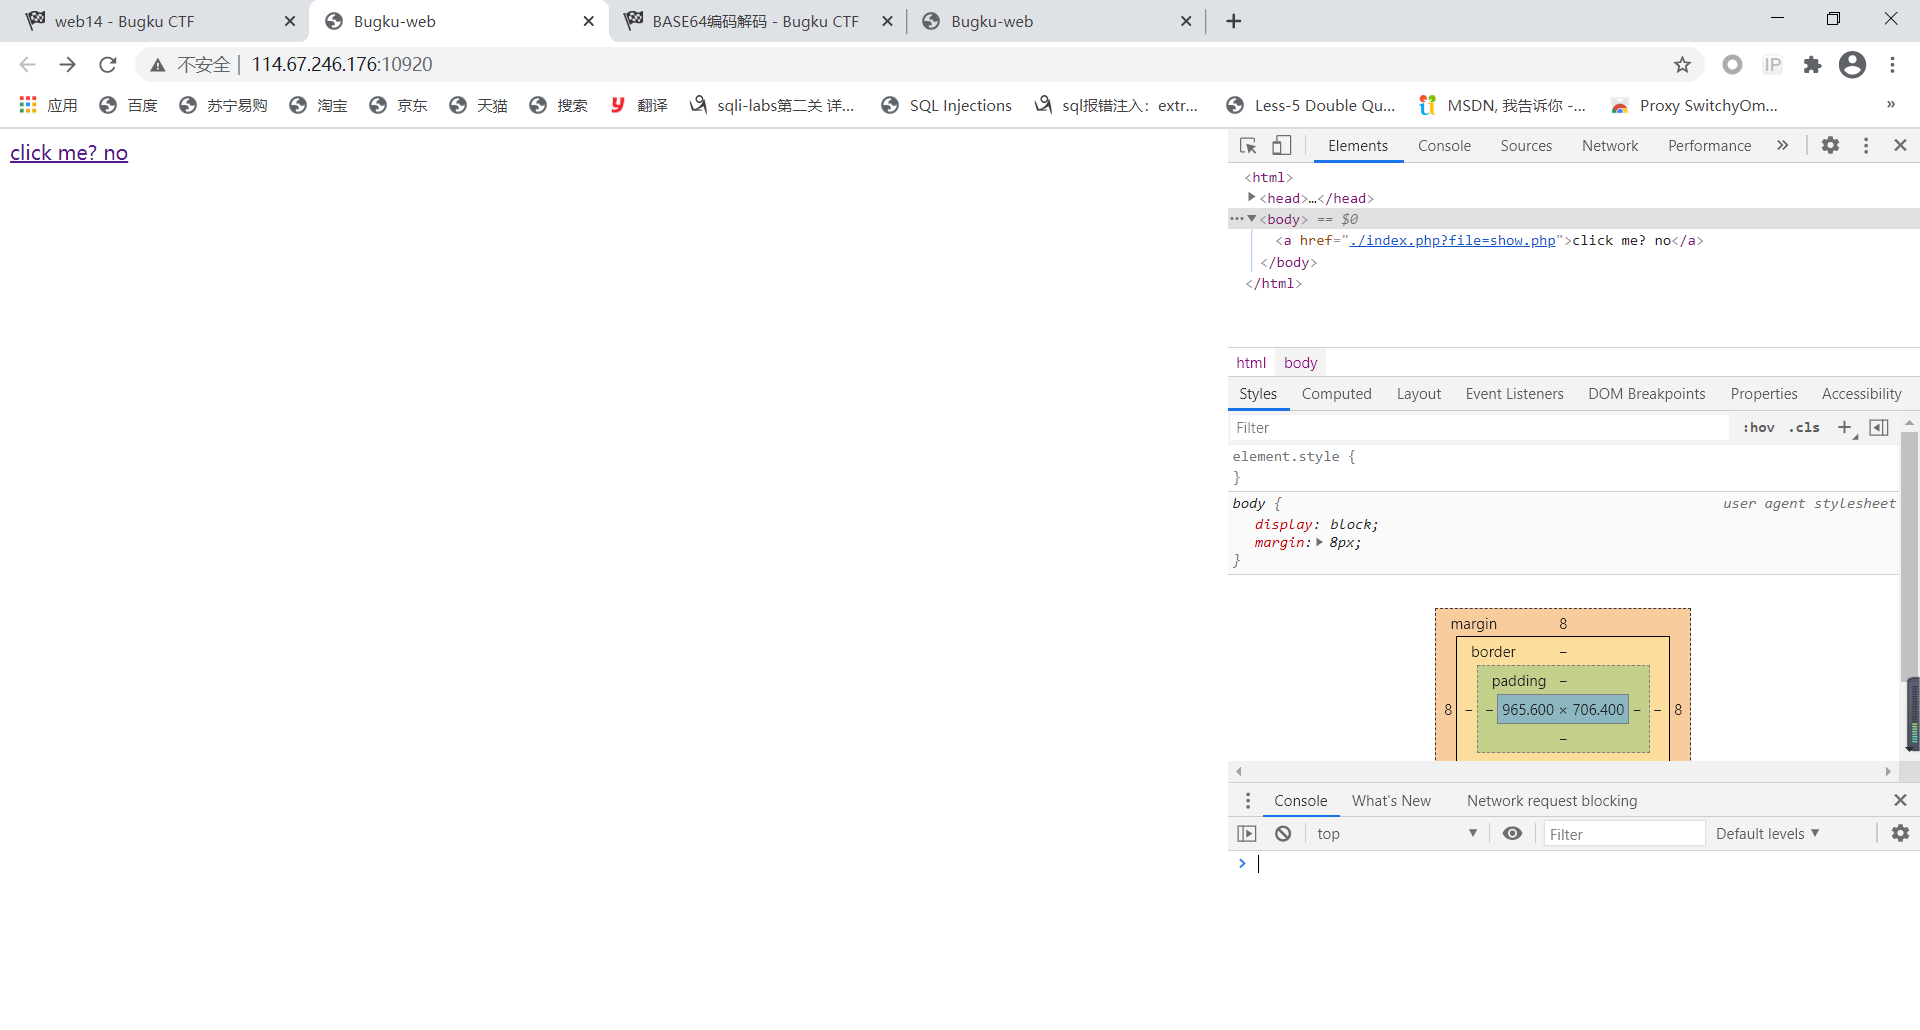 web14 - Bugku CTF
Bugku-web
BASE64编码解码 - Bugku CTF
Bugku-web
不安全 | 114.67.246.176:10920
IP
应用 百度 苏宁易购 淘宝 京东 天猫 搜索 翻译 sqli-labs第二关 详... SQL Injections sql报错注入：extr... Less-5 Double Qu... MSDN, 我告诉你 -... Proxy SwitchyOm... »
click me? no
Elements Console Sources Network Performance »
<html>
<head>…</head>
<body> == $0
<a href="./index.php?file=show.php">click me? no</a>
</body>
</html>
html body
Styles Computed Layout Event Listeners DOM Breakpoints Properties Accessibility
Filter :hov .cls +
element.style {
}
body { user agent stylesheet
display: block;
margin: 8px;
}
margin 8
border –
padding –
8 – – 965.600 × 706.400 – – 8
–
Console What's New Network request blocking
top Filter Default levels
>